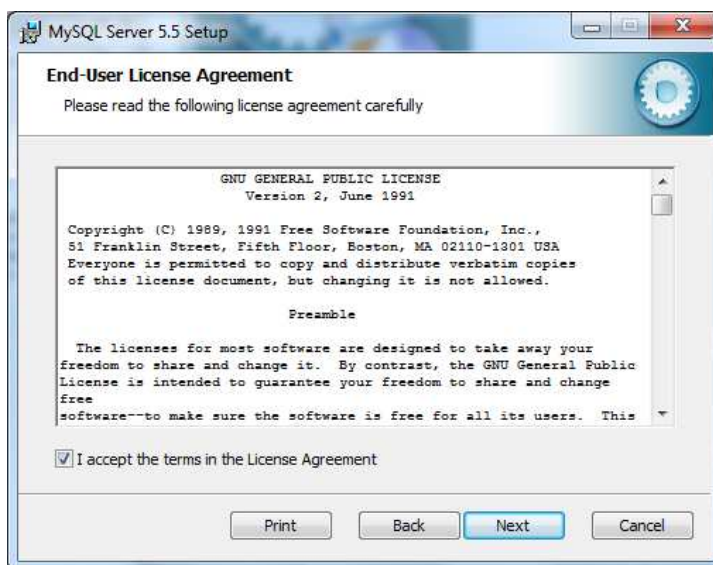 MySQL Server 5.5 Setup
End-User License Agreement
Please read the following license agreement carefully
GNU GENERAL PUBLIC LICENSE
Version 2, June 1991
Copyright (C) 1989, 1991 Free Software Foundation, Inc.,
51 Franklin Street, Fifth Floor, Boston, MA 02110-1301 USA
Everyone is permitted to copy and distribute verbatim copies
of this license document, but changing it is not allowed.
Preamble
The licenses for most software are designed to take away your
freedom to share and change it.  By contrast, the GNU General Public
License is intended to guarantee your freedom to share and change
free
software--to make sure the software is free for all its users.  This
I accept the terms in the License Agreement
Print Back Next Cancel